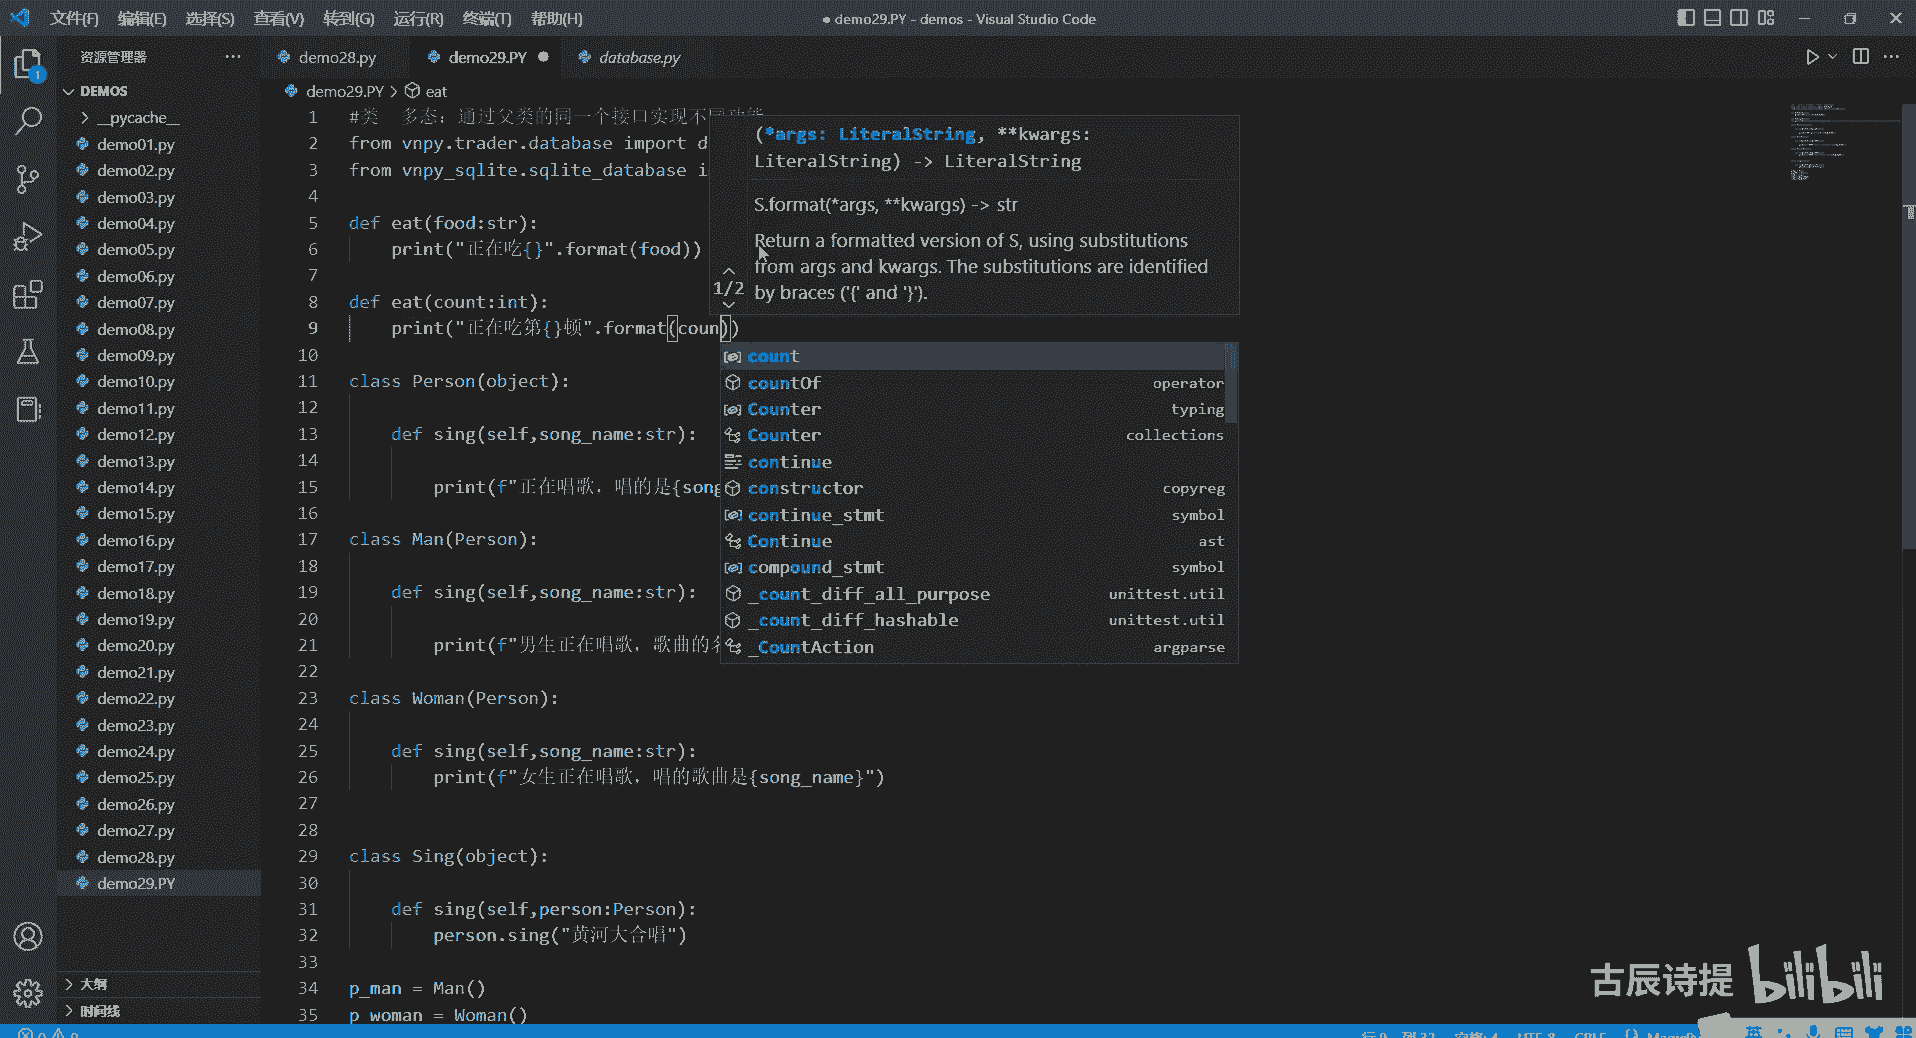 文件(F) 编辑(E) 选择(S) 查看(V) 转到(G) 运行(R) 终端(T) 帮助(H)
● demo29.PY - demos - Visual Studio Code
资源管理器 ···
demo28.py
demo29.PY ●
database.py
DEMOS
demo29.PY > eat
1
__pycache__
demo01.py
demo02.py
demo03.py
demo04.py
demo05.py
demo06.py
demo07.py
demo08.py
demo09.py
demo10.py
demo11.py
demo12.py
demo13.py
demo14.py
demo15.py
demo16.py
demo17.py
demo18.py
demo19.py
demo20.py
demo21.py
demo22.py
demo23.py
demo24.py
demo25.py
demo26.py
demo27.py
demo28.py
demo29.PY
大纲
时间线
1 #类 多态：通过父类的同一个接口实现不同功能
2 from vnpy.trader.database import d
3 from vnpy_sqlite.sqlite_database i
4
5 def eat(food:str):
6 print("正在吃{}".format(food))
7
8 def eat(count:int):
9 print("正在吃第{}顿".format(coun))
10
11 class Person(object):
12
13 def sing(self,song_name:str):
14
15 print(f"正在唱歌，唱的是{song
16
17 class Man(Person):
18
19 def sing(self,song_name:str):
20
21 print(f"男生正在唱歌，歌曲的名
22
23 class Woman(Person):
24
25 def sing(self,song_name:str):
26 print(f"女生正在唱歌，唱的歌曲是{song_name}")
27
28
29 class Sing(object):
30
31 def sing(self,person:Person):
32 person.sing("黄河大合唱")
33
34 p_man = Man()
35 p_woman = Woman()
(*args: LiteralString, **kwargs:
LiteralString) -> LiteralString
S.format(*args, **kwargs) -> str
Return a formatted version of S, using substitutions
from args and kwargs. The substitutions are identified
by braces ('{' and '}').
1/2
count
countOf operator
Counter typing
Counter collections
continue
constructor copyreg
continue_stmt symbol
Continue ast
compound_stmt symbol
_count_diff_all_purpose unittest.util
_count_diff_hashable unittest.util
_CountAction argparse
古辰诗提 bilibili
行 9，列 32 空格: 4 UTF-8 CRLF
英